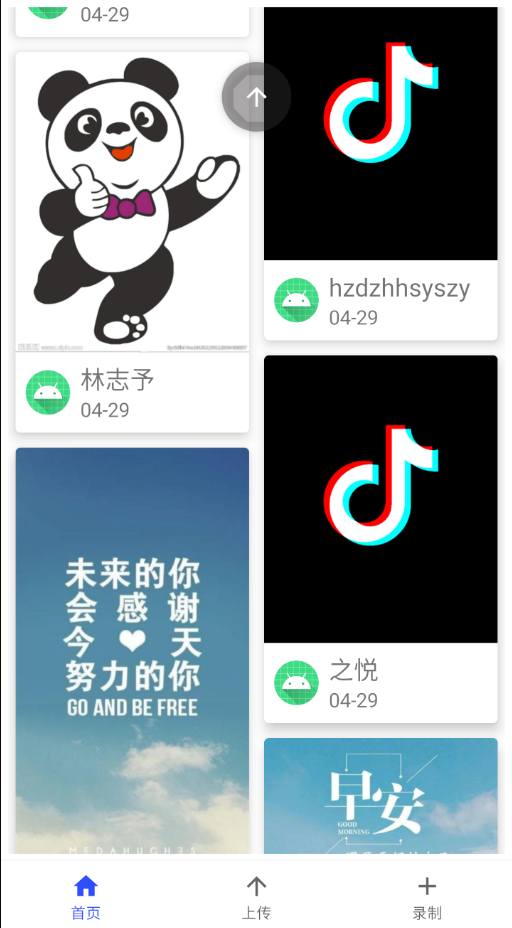 04-29
林志予
04-29
未来的你
会 感 谢
今 天
努力的你
GO AND BE FREE
MEDAHUGH3S
hzdzhhsyszy
04-29
之悦
04-29
早安
GOOD
MORNING
首页
上传
录制